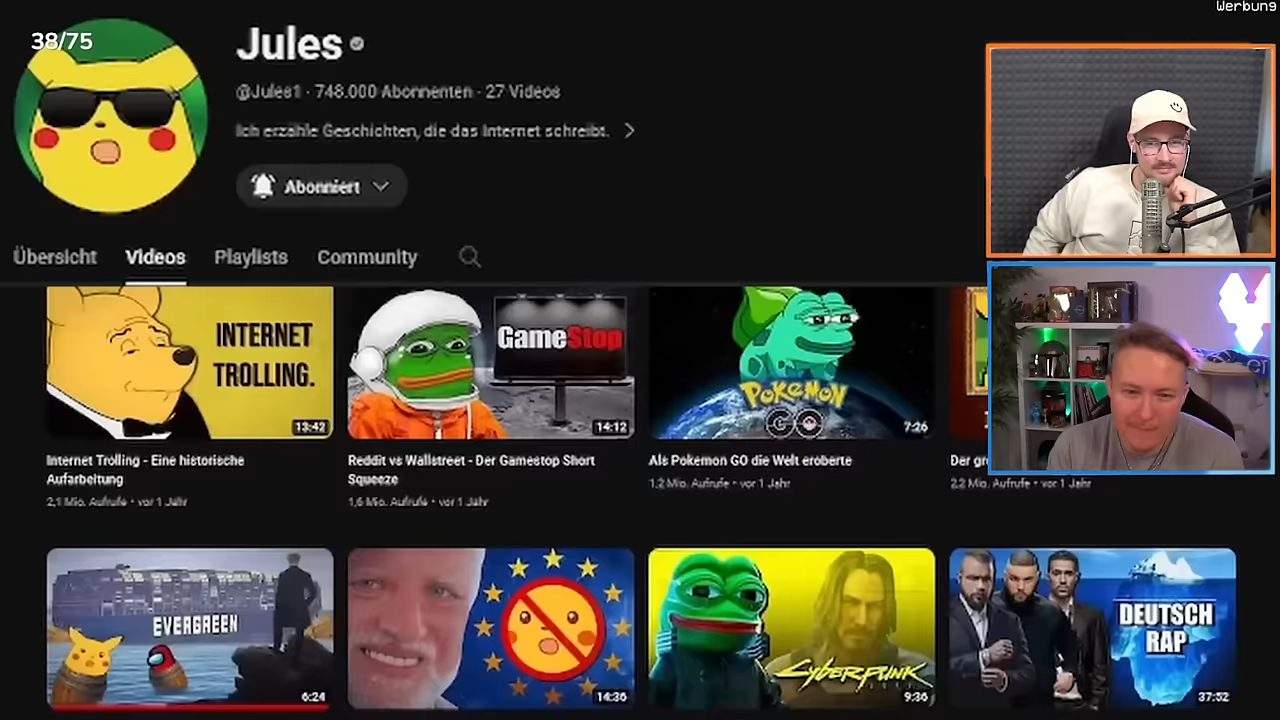 Werbung
38/75
Jules
@Jules1 · 748.000 Abonnenten · 27 Videos
Ich erzähle Geschichten, die das Internet schreibt.
Abonniert
Übersicht Videos Playlists Community
INTERNET
TROLLING.
13:42
GameStop
14:12
POKéMON
GO
7:26
Internet Trolling - Eine historische
Aufarbeitung
2,1 Mio. Aufrufe • vor 1 Jahr
Reddit vs Wallstreet - Der Gamestop Short
Squeeze
1,6 Mio. Aufrufe • vor 1 Jahr
Als Pokemon GO die Welt eroberte
1,2 Mio. Aufrufe • vor 1 Jahr
Der gr
2,2 Mio. Aufrufe • vor 1 Jahr
EVERGREEN
6:24
14:36
CYBERPUNK
9:36
DEUTSCH
RAP
37:52